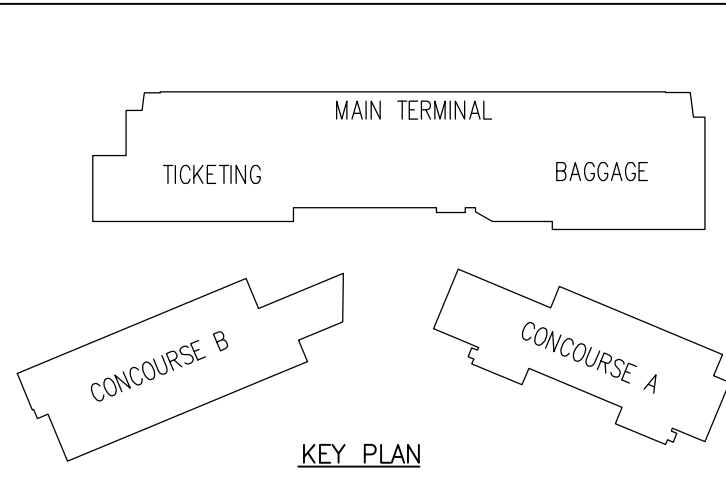 MAIN TERMINAL
TICKETING
BAGGAGE
CONCOURSE B
CONCOURSE A
KEY PLAN